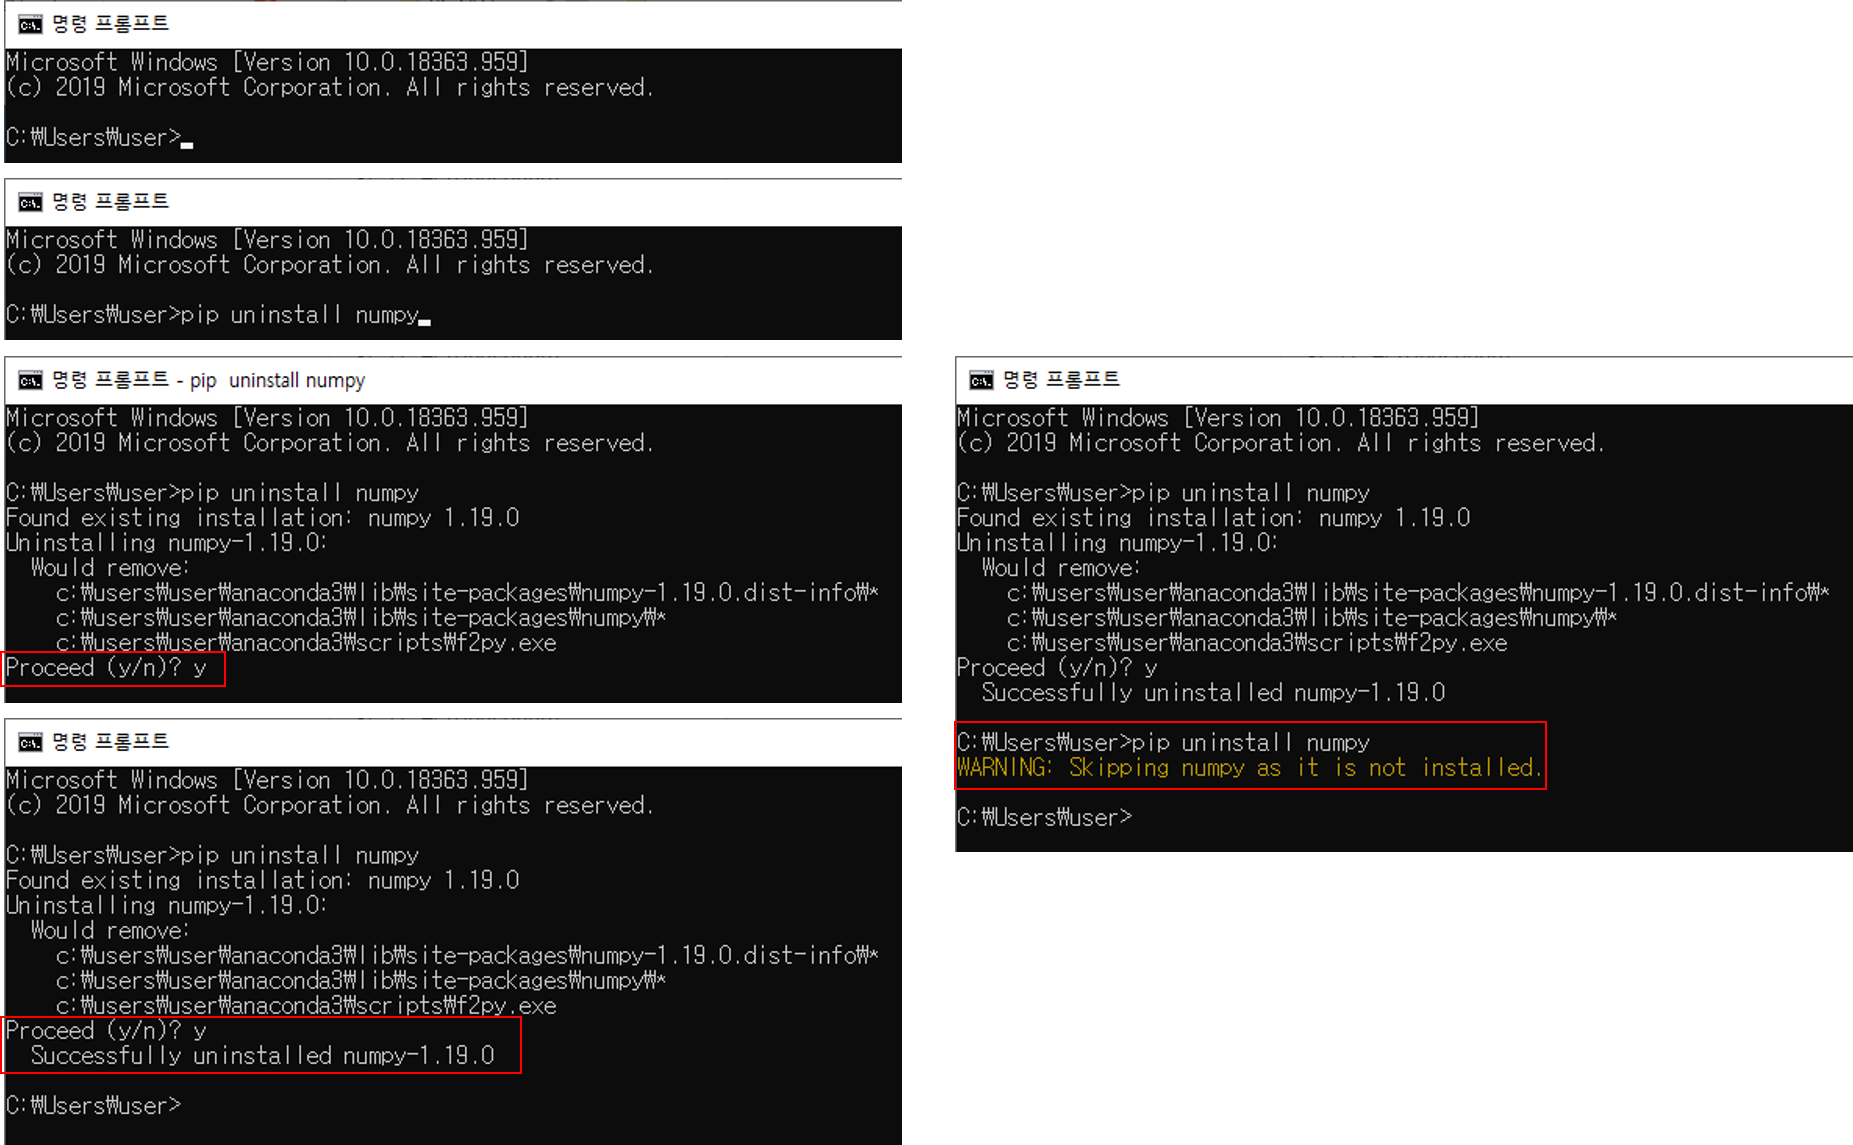 명령 프롬프트
Microsoft Windows [Version 10.0.18363.959]
(c) 2019 Microsoft Corporation. All rights reserved.
C:₩Users₩user>
명령 프롬프트
Microsoft Windows [Version 10.0.18363.959]
(c) 2019 Microsoft Corporation. All rights reserved.
C:₩Users₩user>pip uninstall numpy
명령 프롬프트 - pip  uninstall numpy
Microsoft Windows [Version 10.0.18363.959]
(c) 2019 Microsoft Corporation. All rights reserved.
C:₩Users₩user>pip uninstall numpy
Found existing installation: numpy 1.19.0
Uninstalling numpy-1.19.0:
  Would remove:
    c:₩users₩user₩anaconda3₩lib₩site-packages₩numpy-1.19.0.dist-info₩*
    c:₩users₩user₩anaconda3₩lib₩site-packages₩numpy₩*
    c:₩users₩user₩anaconda3₩scripts₩f2py.exe
Proceed (y/n)? y
명령 프롬프트
Microsoft Windows [Version 10.0.18363.959]
(c) 2019 Microsoft Corporation. All rights reserved.
C:₩Users₩user>pip uninstall numpy
Found existing installation: numpy 1.19.0
Uninstalling numpy-1.19.0:
  Would remove:
    c:₩users₩user₩anaconda3₩lib₩site-packages₩numpy-1.19.0.dist-info₩*
    c:₩users₩user₩anaconda3₩lib₩site-packages₩numpy₩*
    c:₩users₩user₩anaconda3₩scripts₩f2py.exe
Proceed (y/n)? y
  Successfully uninstalled numpy-1.19.0
C:₩Users₩user>
명령 프롬프트
Microsoft Windows [Version 10.0.18363.959]
(c) 2019 Microsoft Corporation. All rights reserved.
C:₩Users₩user>pip uninstall numpy
Found existing installation: numpy 1.19.0
Uninstalling numpy-1.19.0:
  Would remove:
    c:₩users₩user₩anaconda3₩lib₩site-packages₩numpy-1.19.0.dist-info₩*
    c:₩users₩user₩anaconda3₩lib₩site-packages₩numpy₩*
    c:₩users₩user₩anaconda3₩scripts₩f2py.exe
Proceed (y/n)? y
  Successfully uninstalled numpy-1.19.0
C:₩Users₩user>pip uninstall numpy
WARNING: Skipping numpy as it is not installed.
C:₩Users₩user>